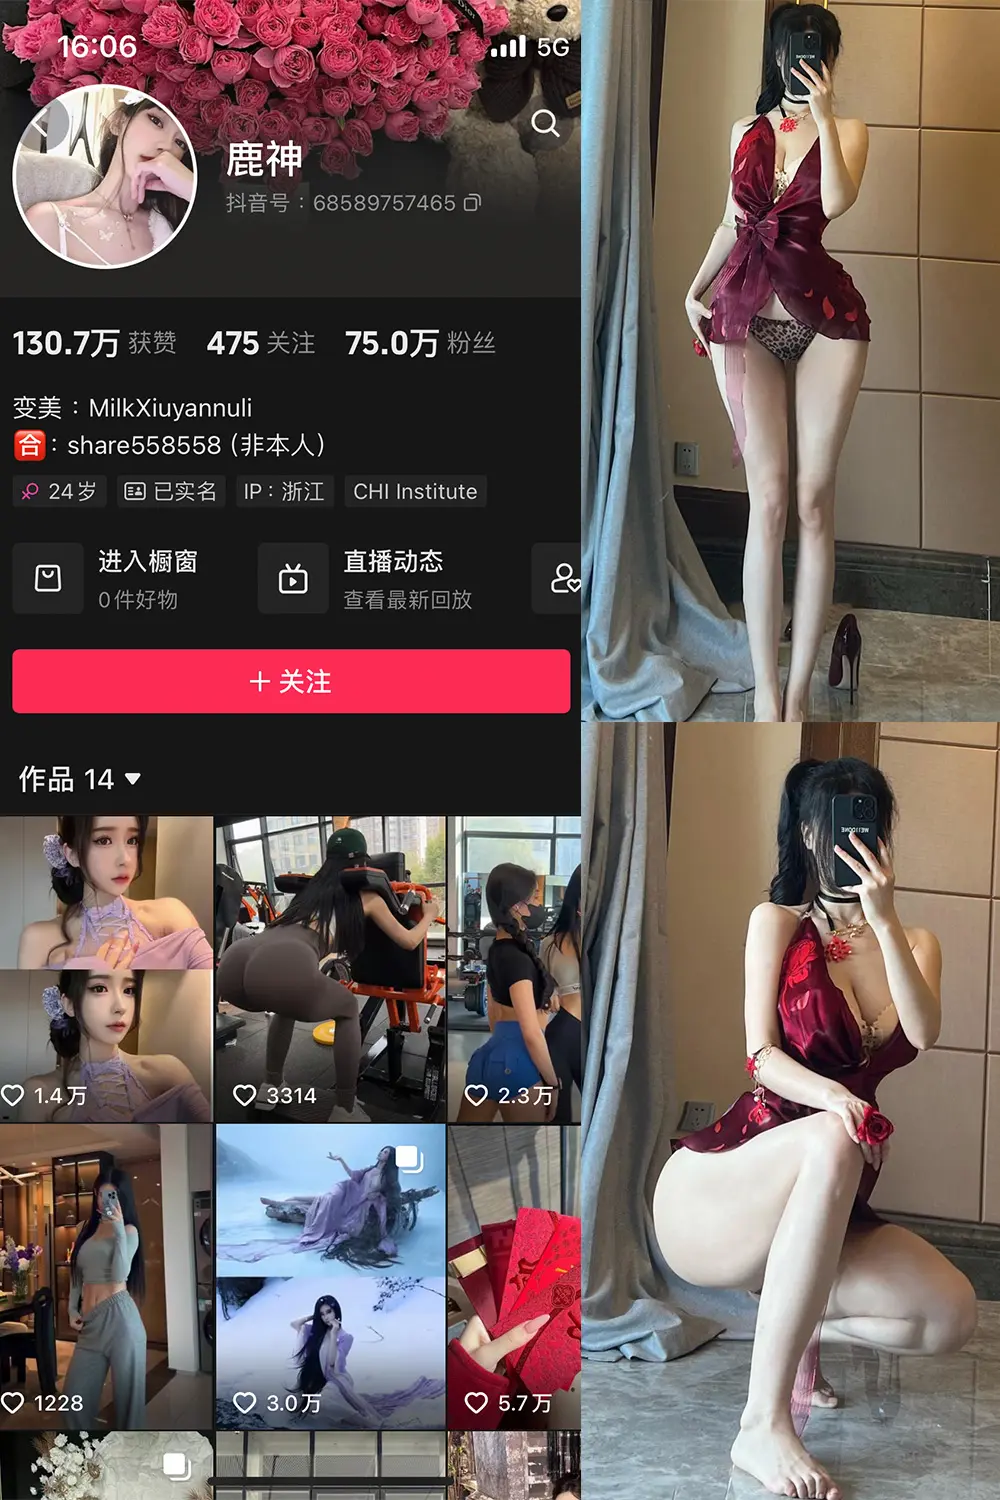 16:06
5G
鹿神
抖音号：68589757465
130.7万 获赞 475 关注 75.0万 粉丝
变美：MilkXiuyannuli
合：share558558 (非本人)
24岁 已实名 IP：浙江 CHI Institute
进入橱窗
0件好物
直播动态
查看最新回放
+ 关注
作品 14
1.4万
3314
2.3万
1228
3.0万
5.7万